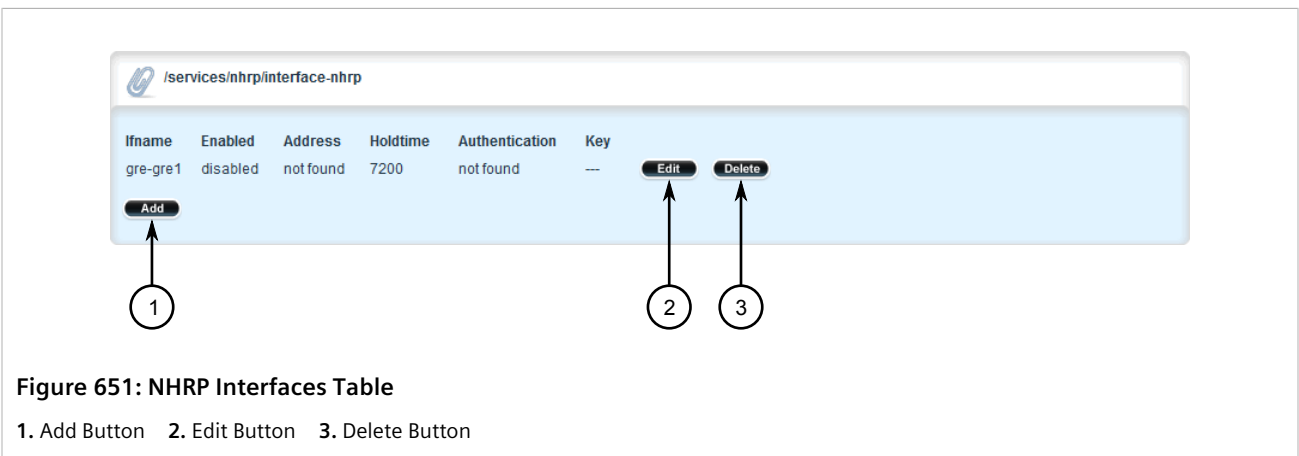 /services/nhrp/interface-nhrp
Ifname Enabled Address Holdtime Authentication Key
gre-gre1 disabled not found 7200 not found --- Edit Delete
Add
1 2 3
Figure 651: NHRP Interfaces Table
1. Add Button 2. Edit Button 3. Delete Button